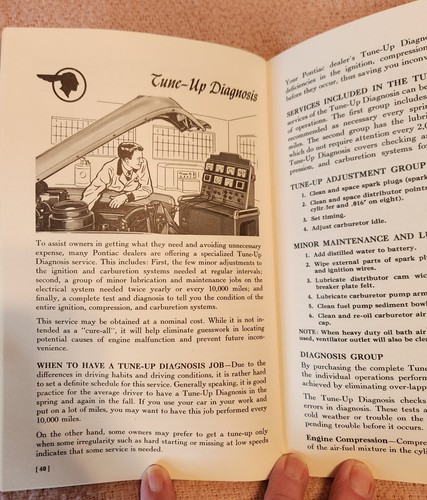 Tune-Up Diagnosis
To assist owners in getting what they need and avoiding unnecessary
expense, many Pontiac dealers are offering a specialized Tune-Up
Diagnosis service. This includes: First, the few minor adjustments to
the ignition and carburetion systems needed at regular intervals;
second, a group of minor lubrication and maintenance jobs on the
electrical system needed twice yearly or every 10,000 miles; and
finally, a complete test and diagnosis to tell you the condition of the
entire ignition, compression, and carburetion systems.
This service may be obtained at a nominal cost. While it is not in-
tended as a "cure-all", it will help eliminate guesswork in locating
potential causes of engine malfunction and prevent future incon-
venience.
WHEN TO HAVE A TUNE-UP DIAGNOSIS JOB—Due to the
differences in driving habits and driving conditions, it is rather hard
to set a definite schedule for this service. Generally speaking, it is good
practice for the average driver to have a Tune-Up Diagnosis in the
spring and again in the fall. If you use your car in your work and
put on a lot of miles, you may want to have this job performed every
10,000 miles.
On the other hand, some owners may prefer to get a tune-up only
when some irregularity such as hard starting or missing at low speeds
indicates that some service is needed.
[40]
Your Pontiac dealer's Tune-Up
deficiencies in the ignition, compression
before they occur, thus saving you
SERVICES INCLUDED IN THE
services of the Tune-Up Diagnosis can be
of operations. The first group includes
recommended as necessary every
miles. The second group has the
which do not require attention every
Tune-Up Diagnosis covers checking
pression, and carburetion systems for
TUNE-UP ADJUSTMENT GROUP
1. Clean and space spark plugs
2. Clean and space distributor points
.016" on eight).
3. Set timing.
4. Adjust carburetor idle.
MINOR MAINTENANCE AND
1. Add distilled water to battery.
2. Wipe external parts of spark
and ignition wires.
3. Lubricate distributor cam
breaker plate felt.
4. Lubricate carburetor pump
5. Clean fuel pump sediment
6. Clean and re-oil carburetor air
cap.
NOTE: When heavy duty oil bath air
used, ventilator outlet will also be
DIAGNOSIS GROUP
By purchasing the complete
the individual operations
achieved by eliminating
The Tune-Up Diagnosis checks
errors in diagnosis. These tests
cold weather or trouble on the
pending trouble before it occurs.
Engine Compression—
of the air-fuel mixture in the